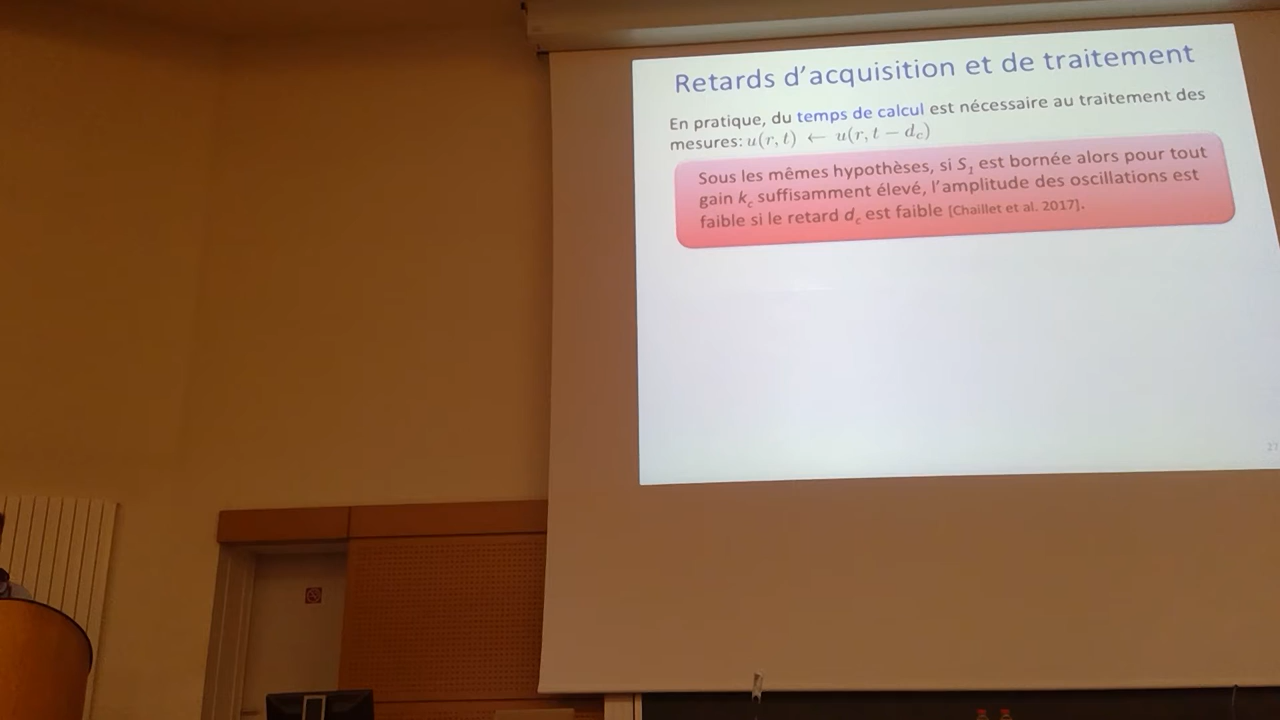 Retards d'acquisition et de traitement
En pratique, du temps de calcul est nécessaire au traitement des
mesures: u(r, t) ← u(r, t − d_c)
Sous les mêmes hypothèses, si S_1 est bornée alors pour tout
gain k_c suffisamment élevé, l'amplitude des oscillations est
faible si le retard d_c est faible [Chaillet et al. 2017].